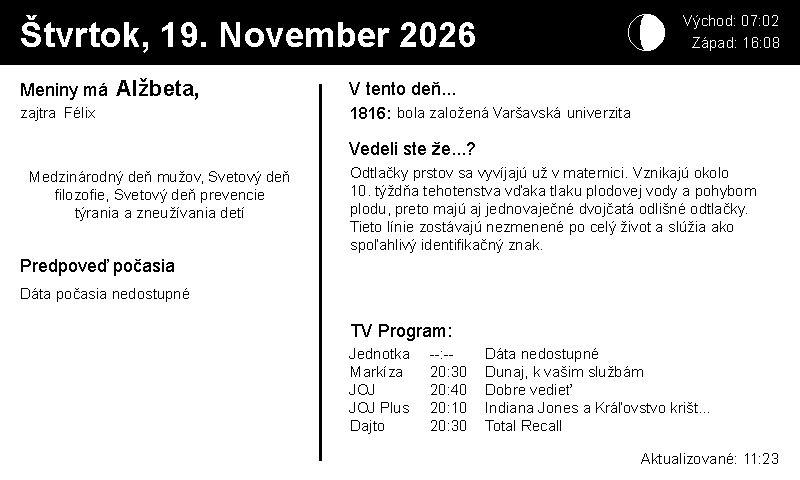 Štvrtok, 19. November 2026
Východ: 07:02
Západ: 16:08
Meniny má Alžbeta,
zajtra Félix
Medzinárodný deň mužov, Svetový deň
filozofie, Svetový deň prevencie
týrania a zneužívania detí
Predpoveď počasia
Dáta počasia nedostupné
V tento deň...
1816: bola založená Varšavská univerzita
Vedeli ste že...?
Odtlačky prstov sa vyvíjajú už v maternici. Vznikajú okolo
10. týždňa tehotenstva vďaka tlaku plodovej vody a pohybom
plodu, preto majú aj jednovaječné dvojčatá odlišné odtlačky.
Tieto línie zostávajú nezmenené po celý život a slúžia ako
spoľahlivý identifikačný znak.
TV Program:
Jednotka --:-- Dáta nedostupné
Markíza 20:30 Dunaj, k vašim službám
JOJ 20:40 Dobre vedieť
JOJ Plus 20:10 Indiana Jones a Kráľovstvo krišt...
Dajto 20:30 Total Recall
Aktualizované: 11:23